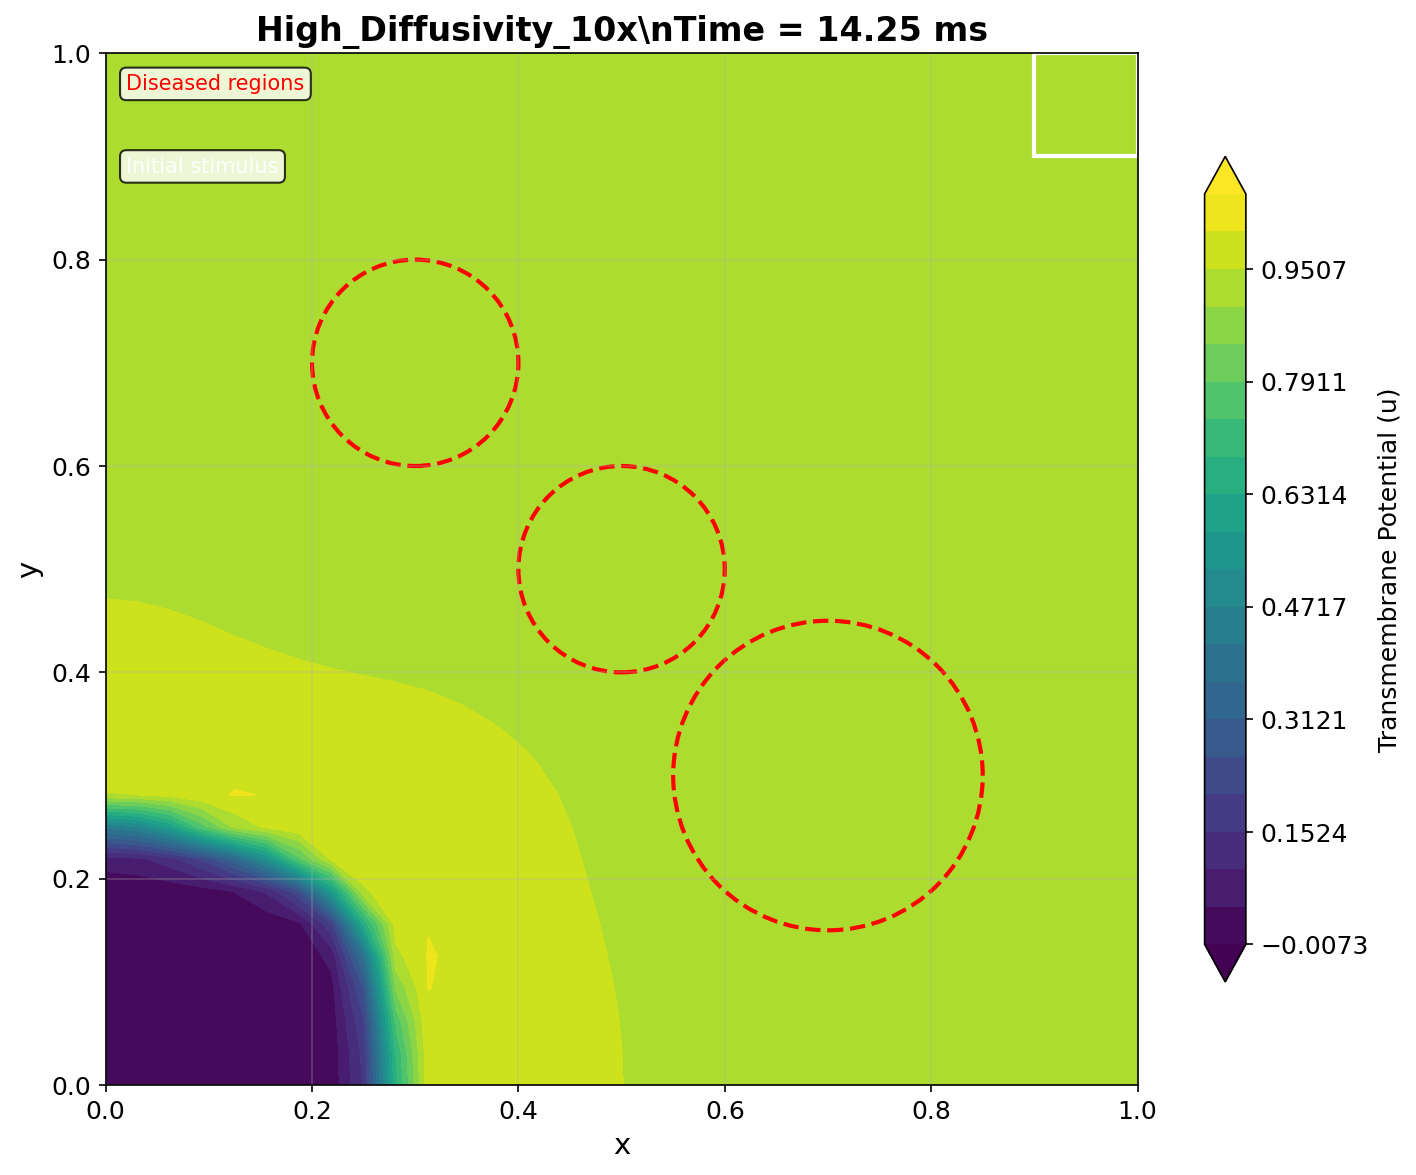 High_Diffusivity_10x\nTime = 14.25 ms
Diseased regions
Initial stimulus
1.0
0.8
0.6
0.4
0.2
0.0
y
0.0 0.2 0.4 0.6 0.8 1.0
x
0.9507
0.7911
0.6314
0.4717
0.3121
0.1524
−0.0073
Transmembrane Potential (u)